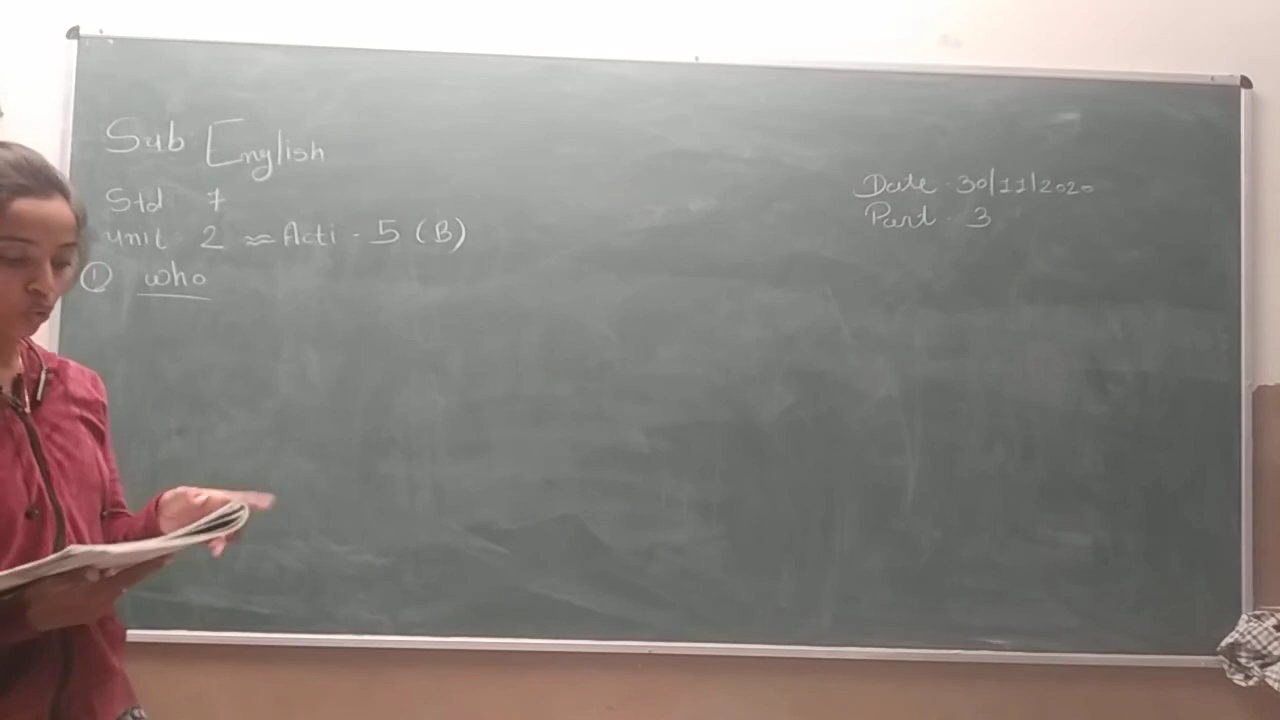 Sub English
Std 7
Unit 2 ≈ Acti - 5 (B)
① who
Date 30/11/2020
Part 3